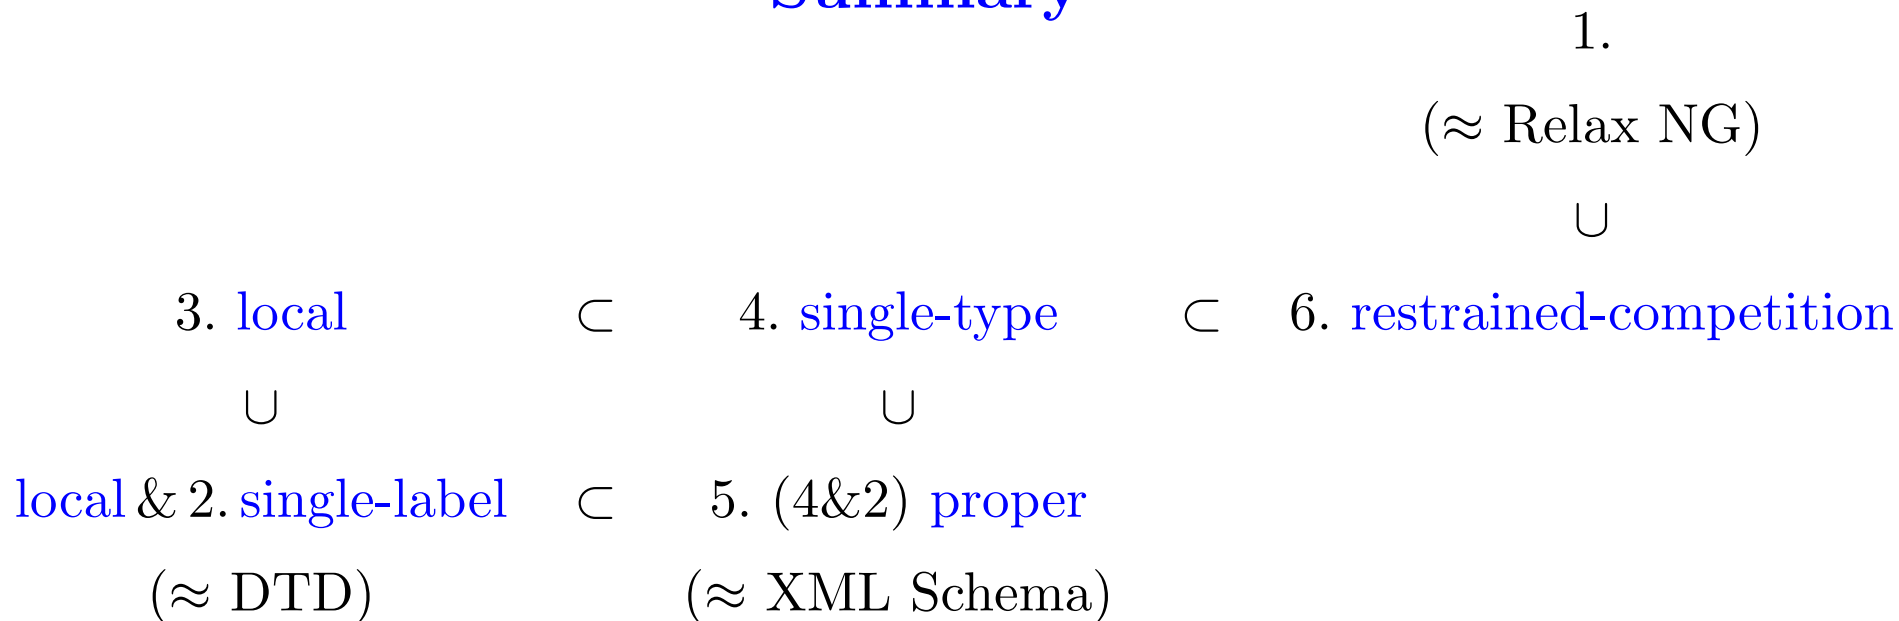 Summary
1.
(≈ Relax NG)
∪
3. local ⊂ 4. single-type ⊂ 6. restrained-competition
∪ ∪
local & 2. single-label ⊂ 5. (4&2) proper
(≈ DTD) (≈ XML Schema)